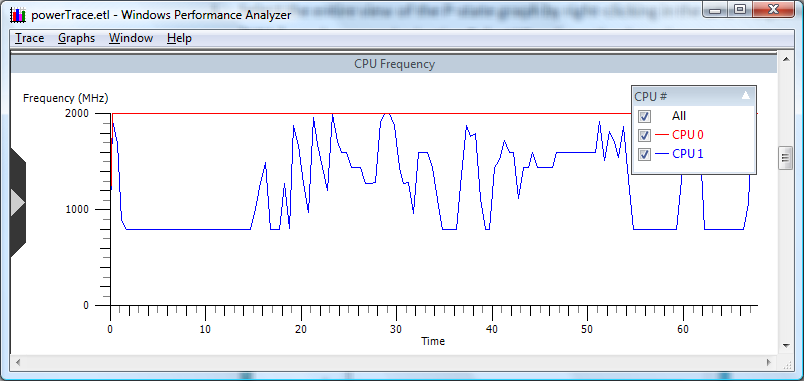 powerTrace.etl - Windows Performance Analyzer
Trace Graphs Window Help
CPU Frequency
Frequency (MHz)
2000
1000
0
0 10 20 30 40 50 60
Time
CPU #
All
CPU 0
CPU 1